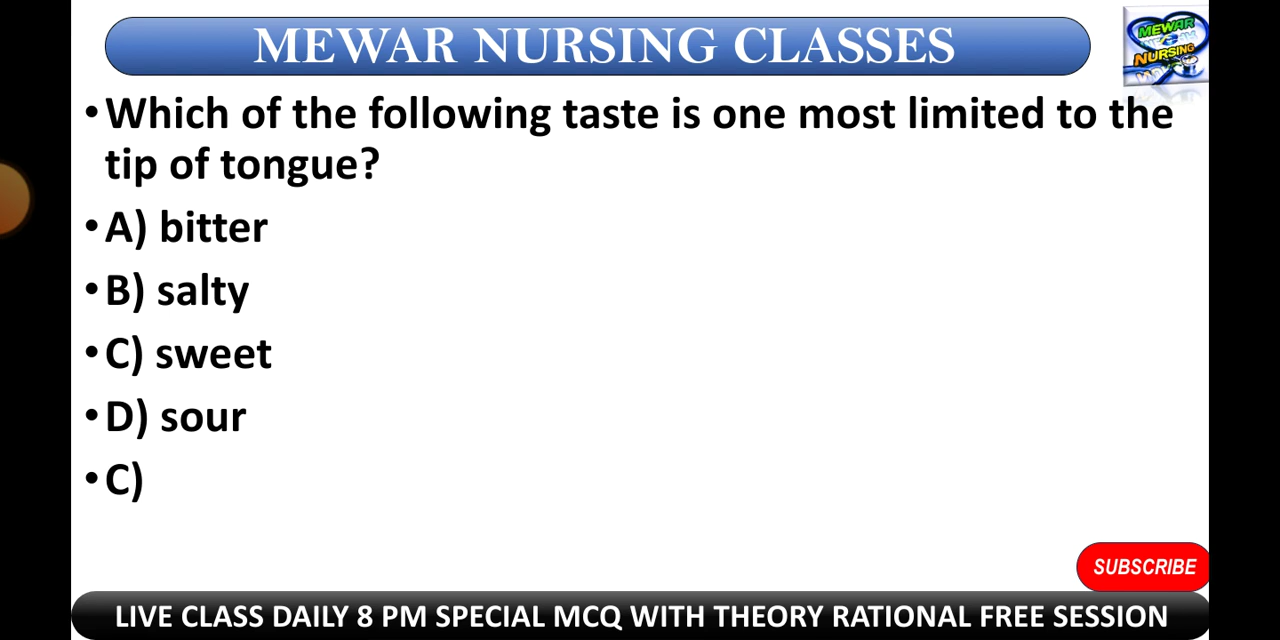 MEWAR NURSING CLASSES
MEWAR
NURSING
•Which of the following taste is one most limited to the
tip of tongue?
•A) bitter
•B) salty
•C) sweet
•D) sour
•C)
SUBSCRIBE
LIVE CLASS DAILY 8 PM SPECIAL MCQ WITH THEORY RATIONAL FREE SESSION